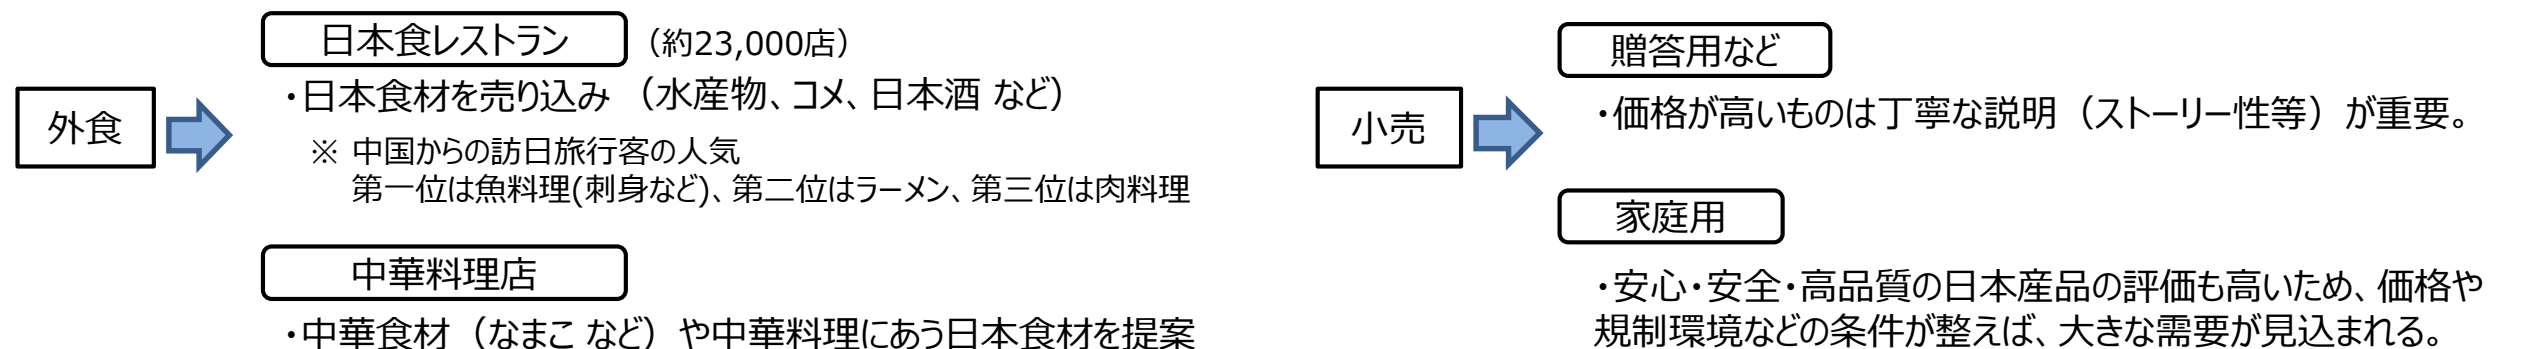 外食
日本食レストラン （約23,000店）
・日本食材を売り込み （水産物、コメ、日本酒 など）
※ 中国からの訪日旅行客の人気
第一位は魚料理(刺身など)、第二位はラーメン、第三位は肉料理
中華料理店
・中華食材（なまこ など）や中華料理にあう日本食材を提案
小売
贈答用など
・価格が高いものは丁寧な説明（ストーリー性等）が重要。
家庭用
・安心・安全・高品質の日本産品の評価も高いため、価格や
規制環境などの条件が整えば、大きな需要が見込まれる。